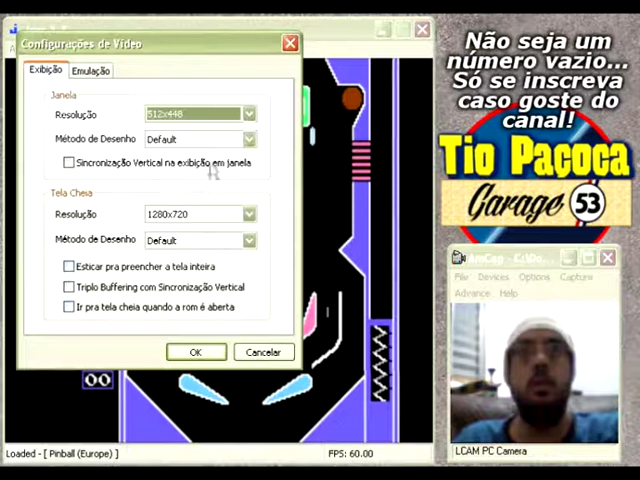 Configurações de Vídeo
Exibição
Emulação
Janela
Resolução
512x448
Método de Desenho
Default
Sincronização Vertical na exibição em janela
Tela Cheia
Resolução
1280x720
Método de Desenho
Default
Esticar pra preencher a tela inteira
Triplo Buffering com Sincronização Vertical
Ir pra tela cheia quando a rom é aberta
OK
Cancelar
00
Loaded - [ Pinball (Europe) ]
FPS: 60.00
Não seja um
número vazio...
Só se inscreva
caso goste do
canal!
Tio Paçoca
Garage 53
AmCap - C:\Do...
File Devices Options Capture
Advance. Help
LCAM PC Camera